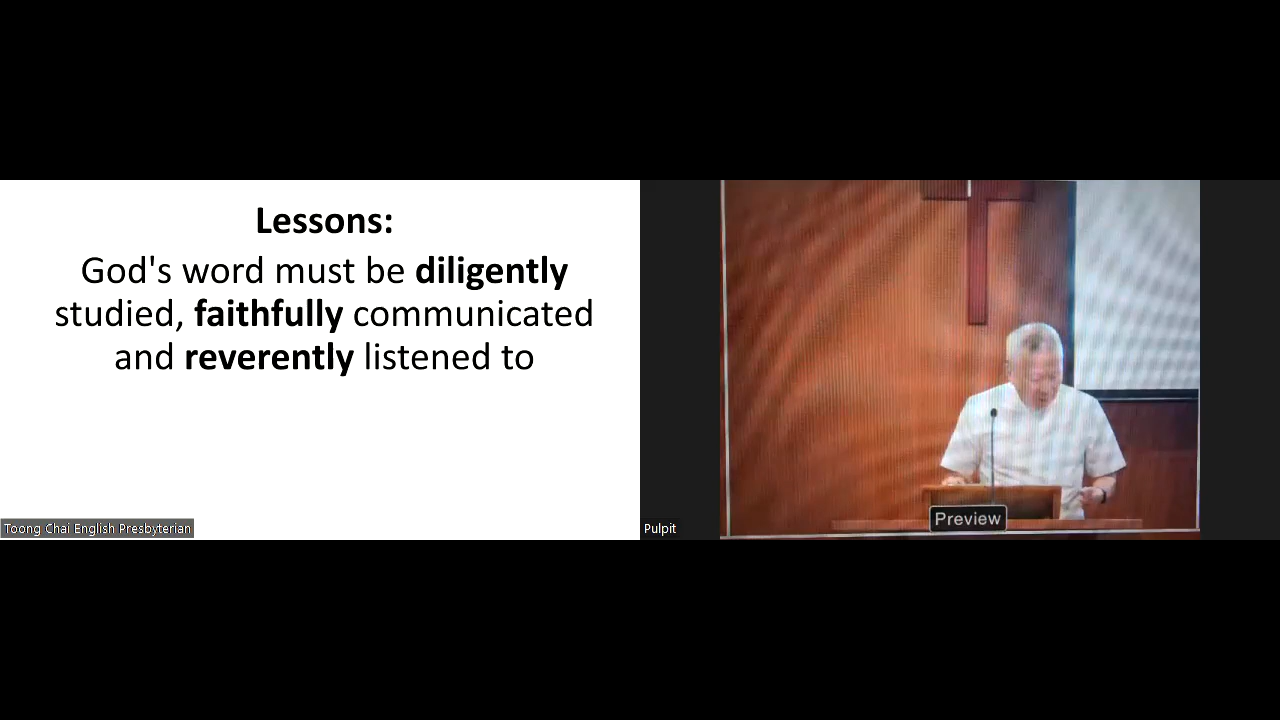 Lessons:
God's word must be diligently
studied, faithfully communicated
and reverently listened to
Toong Chai English Presbyterian
Pulpit
Preview